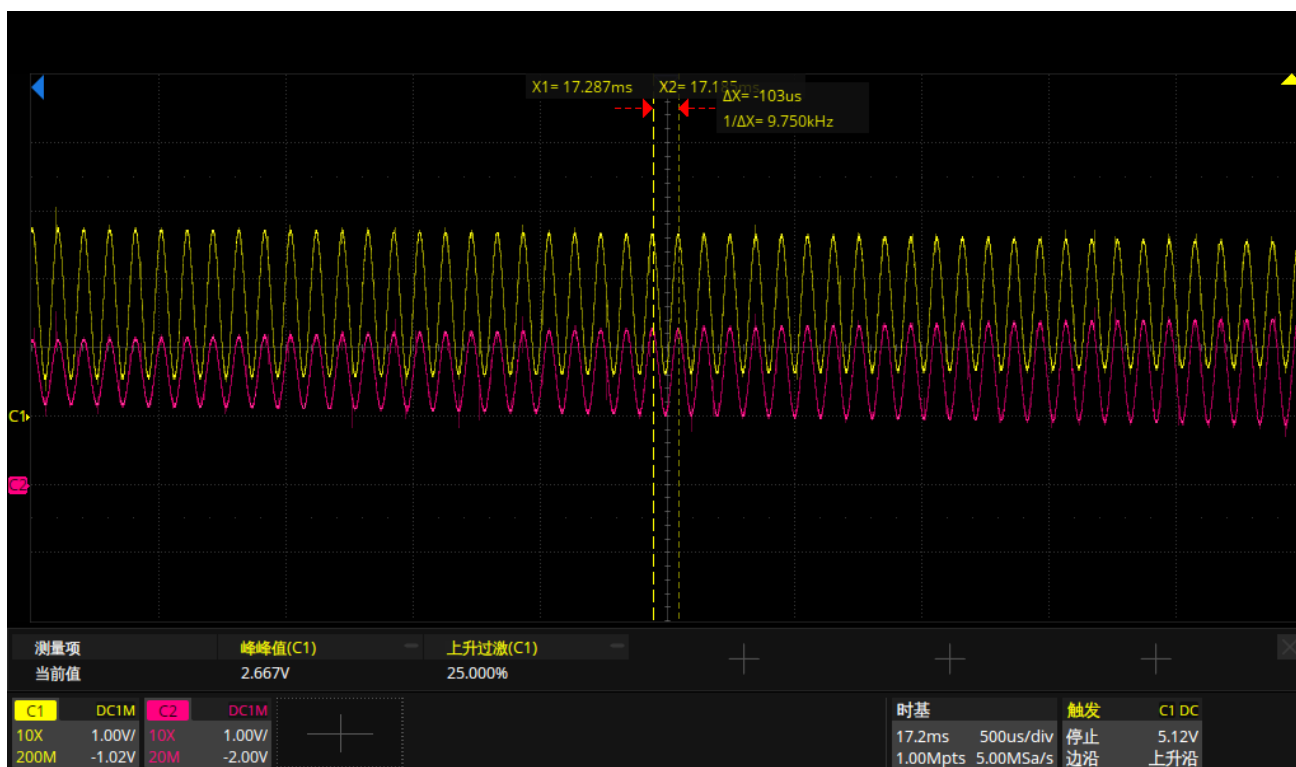 X1= 17.287ms X2= 17.185ms
ΔX= -103us
1/ΔX= 9.750kHz
C1
C2
测量项 峰峰值(C1) 上升过激(C1)
当前值 2.667V 25.000%
C1 DC1M C2 DC1M 时基 触发 C1 DC
10X 1.00V/ 10X 1.00V/ 17.2ms 500us/div 停止 5.12V
200M -1.02V 20M -2.00V 1.00Mpts 5.00MSa/s 边沿 上升沿